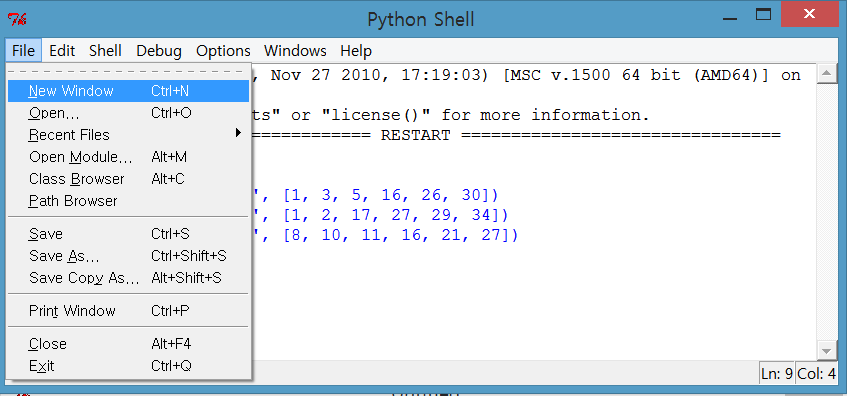 Python Shell
File Edit Shell Debug Options Windows Help
, Nov 27 2010, 17:19:03) [MSC v.1500 64 bit (AMD64)] on
ts" or "license()" for more information.
============ RESTART ================================
', [1, 3, 5, 16, 26, 30])
', [1, 2, 17, 27, 29, 34])
', [8, 10, 11, 16, 21, 27])
New Window Ctrl+N
Open... Ctrl+O
Recent Files
Open Module... Alt+M
Class Browser Alt+C
Path Browser
Save Ctrl+S
Save As... Ctrl+Shift+S
Save Copy As... Alt+Shift+S
Print Window Ctrl+P
Close Alt+F4
Exit Ctrl+Q
Ln: 9 Col: 4